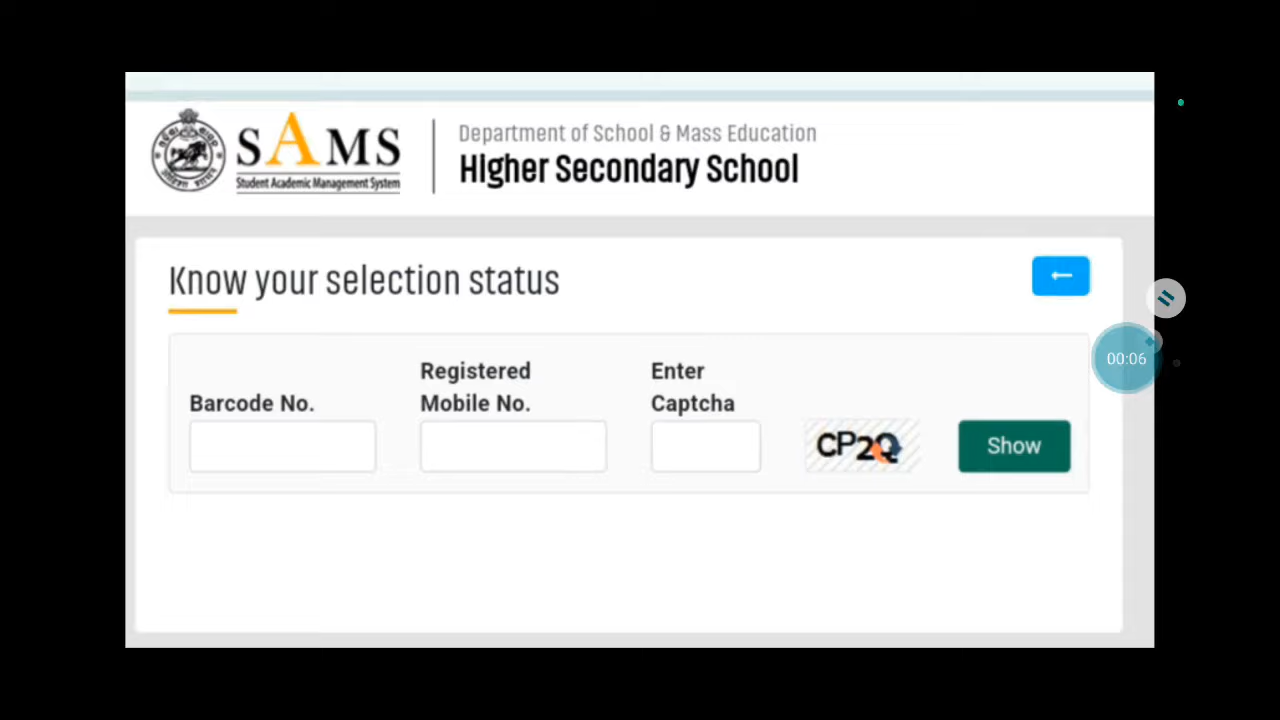 SAMS
Student Academic Management System
Department of School & Mass Education
Higher Secondary School
Know your selection status
Barcode No.
Registered
Mobile No.
Enter
Captcha
CP2Q
Show
00:06